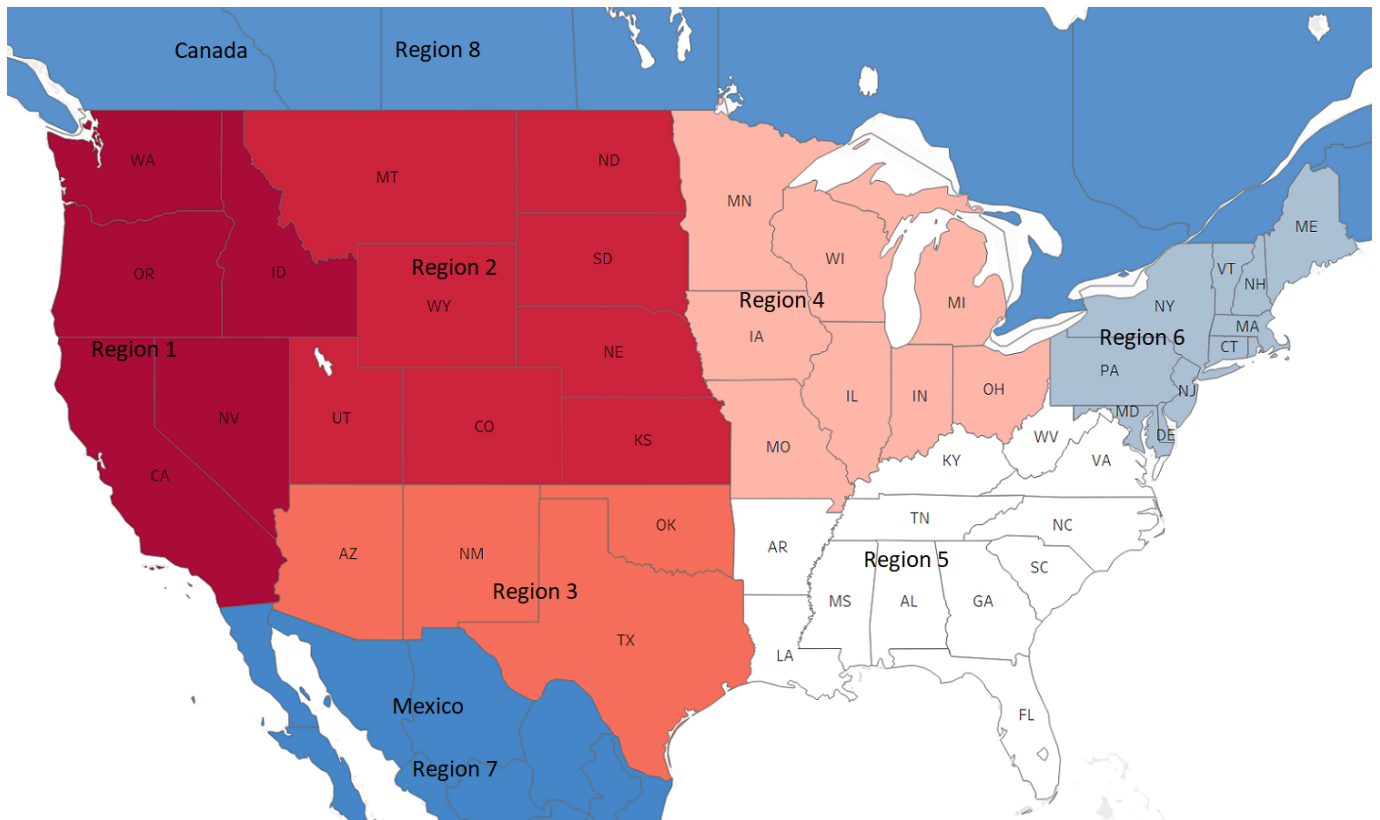 Canada
Region 8
WA
MT
ND
MN
ME
OR
ID
Region 2
SD
WI
VT
NH
WY
Region 4
MI
NY
MA
Region 1
IA
Region 6
CT
NE
PA
NV
UT
CO
KS
MO
IL
IN
OH
NJ
MD
DE
CA
KY
WV
VA
AZ
NM
OK
AR
TN
NC
Region 3
Region 5
SC
TX
MS
AL
GA
LA
Mexico
FL
Region 7